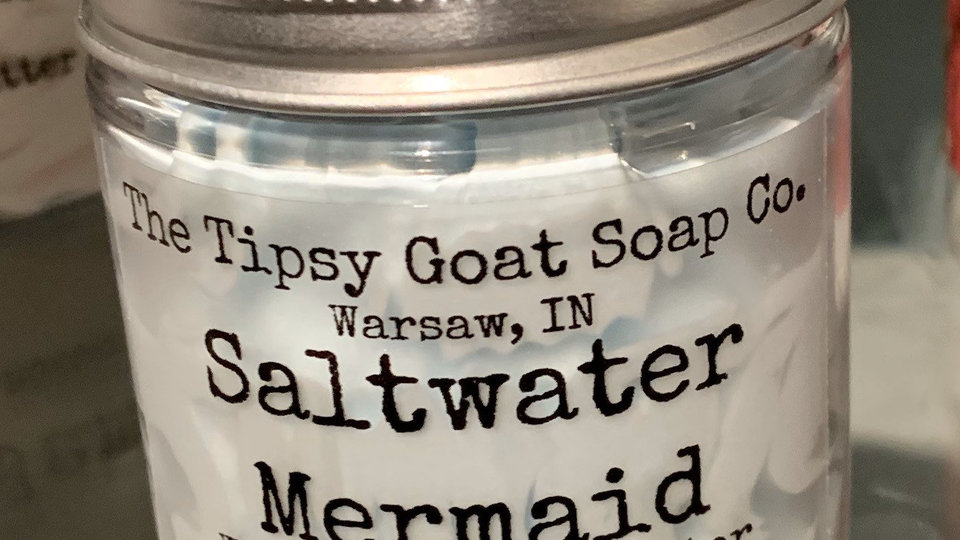 The Tipsy Goat Soap Co.
Warsaw, IN
Saltwater
Mermaid